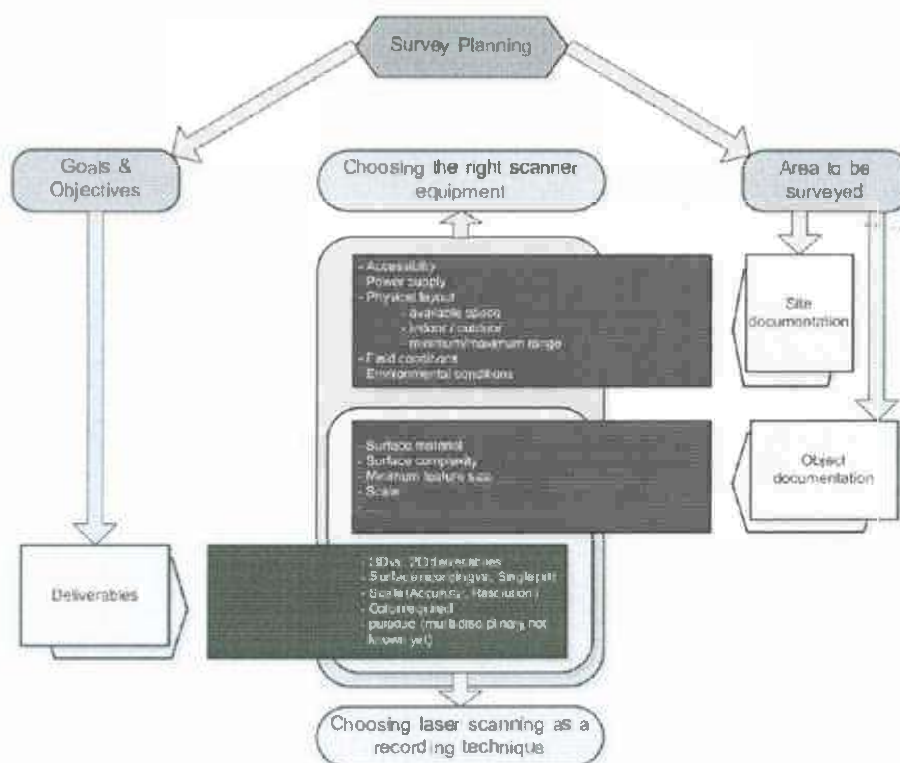 Survey Planning
Goals &
Objectives
Choosing the right scanner
equipment
Area to be
surveyed
- Accessibility
- Power supply
- Physical layout
- available space
- indoor / outdoor
- minimum/maximum range
- Field conditions
- Environmental conditions
Site
documentation
- Surface material
- Surface complexity
- Minimum feature size
- Scale
Object
documentation
Deliverables
- 3D vs. 2D deliverables
- Surface recording vs.
- Scale (Accuracy, Resolution)
- Color required
- (multidisciplinary, not
known yet)
Choosing laser scanning as a
recording technique